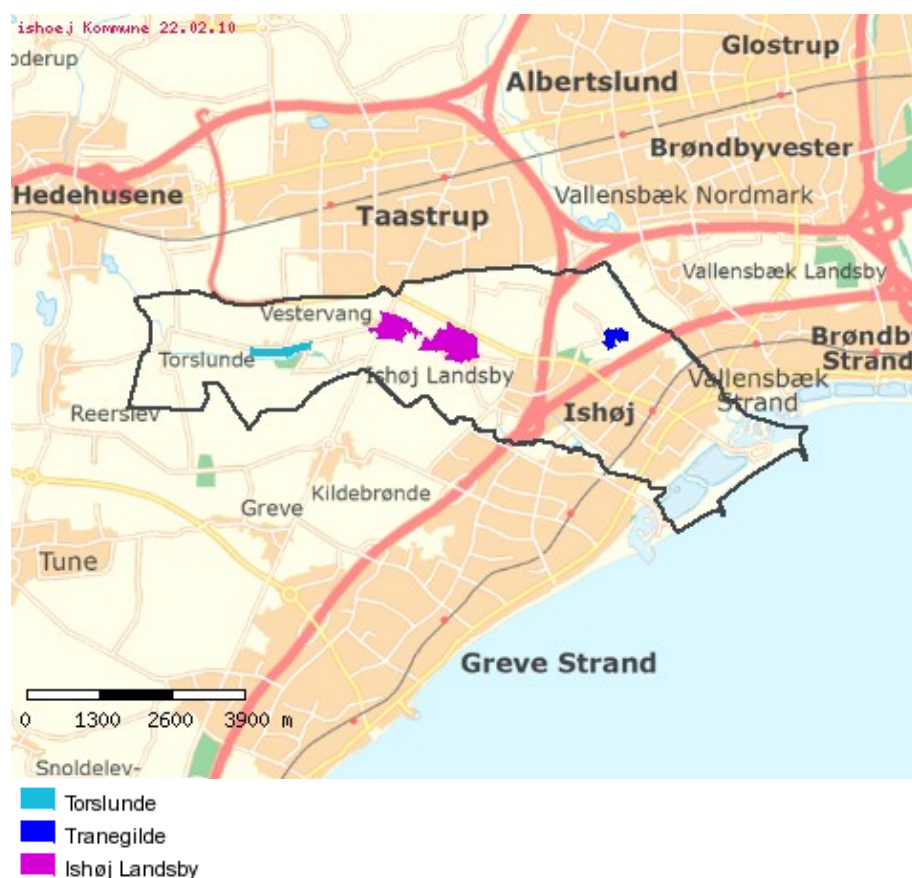 ishoej Kommune 22.02.10
oderup
Glostrup
Albertslund
Brøndbyvester
Hedehusene
Vallensbæk Nordmark
Taastrup
Vallensbæk Landsby
Vestervang
Brøndb
Strand
Torslunde
Ishøj Landsby
Vallensbæk
Strand
Reerslev
Ishøj
Kildebrønde
Greve
Tune
Greve Strand
0 1300 2600 3900 m
Snoldelev-
Torslunde
Tranegilde
Ishøj Landsby